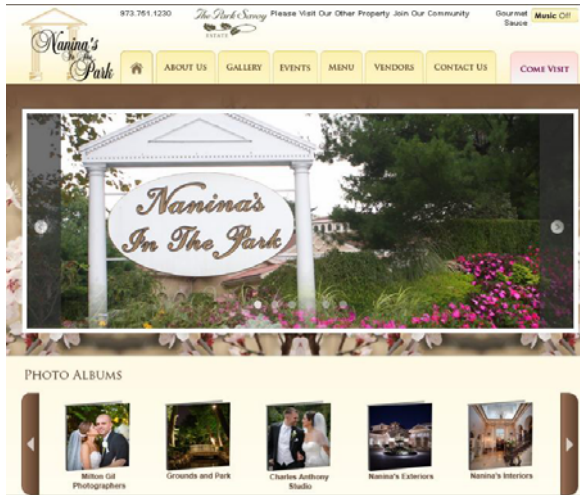 973.751.1230
The Park Savoy
ESTATE
Please Visit Our Other Property Join Our Community
Gourmet
Sauce
Music Off
Nanina's
In The
Park
ABOUT US
GALLERY
EVENTS
MENU
VENDORS
CONTACT US
COME VISIT
Nanina's
In The Park
PHOTO ALBUMS
Milton Gil
Photographers
Grounds and Park
Charles Anthony
Studio
Nanina's Exteriors
Nanina's Interiors